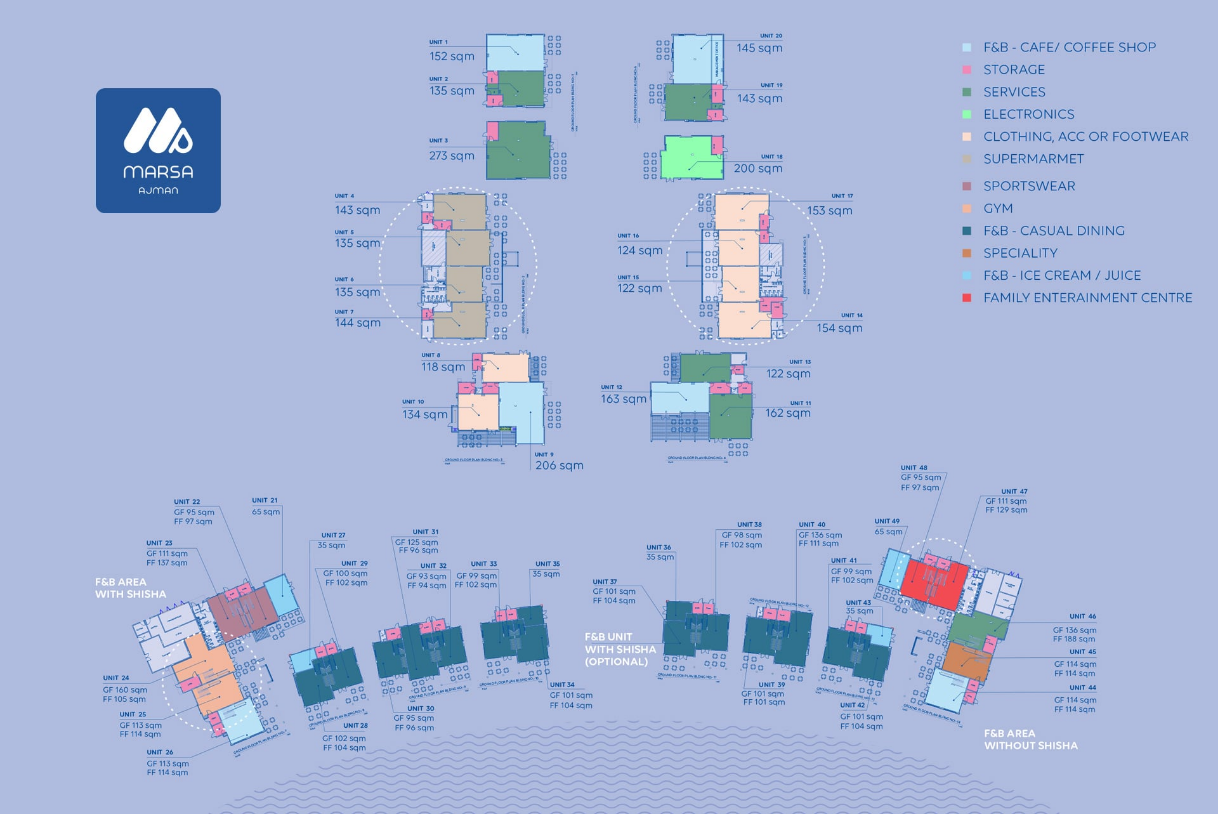 MARSA
AJMAN
UNIT 1
152 sqm
UNIT 2
135 sqm
UNIT 3
273 sqm
UNIT 20
145 sqm
UNIT 19
143 sqm
UNIT 18
200 sqm
F&B - CAFE/ COFFEE SHOP
STORAGE
SERVICES
ELECTRONICS
CLOTHING, ACC OR FOOTWEAR
SUPERMARMET
SPORTSWEAR
GYM
F&B - CASUAL DINING
SPECIALITY
F&B - ICE CREAM / JUICE
FAMILY ENTERAINMENT CENTRE
UNIT 4
143 sqm
UNIT 5
135 sqm
UNIT 6
135 sqm
UNIT 7
144 sqm
UNIT 17
153 sqm
UNIT 16
124 sqm
UNIT 15
122 sqm
UNIT 14
154 sqm
UNIT 8
118 sqm
UNIT 10
134 sqm
UNIT 9
206 sqm
UNIT 13
122 sqm
UNIT 12
163 sqm
UNIT 11
162 sqm
UNIT 22
GF 95 sqm
FF 97 sqm
UNIT 21
65 sqm
UNIT 23
GF 111 sqm
FF 137 sqm
F&B AREA
WITH SHISHA
UNIT 24
GF 160 sqm
FF 105 sqm
UNIT 25
GF 113 sqm
FF 114 sqm
UNIT 26
GF 113 sqm
FF 114 sqm
UNIT 27
35 sqm
UNIT 29
GF 100 sqm
FF 102 sqm
UNIT 28
GF 102 sqm
FF 104 sqm
UNIT 31
GF 125 sqm
FF 96 sqm
UNIT 32
GF 93 sqm
FF 94 sqm
UNIT 30
GF 95 sqm
FF 96 sqm
UNIT 33
GF 99 sqm
FF 102 sqm
UNIT 35
35 sqm
UNIT 34
GF 101 sqm
FF 104 sqm
UNIT 36
35 sqm
UNIT 37
GF 101 sqm
FF 104 sqm
F&B UNIT
WITH SHISHA
(OPTIONAL)
UNIT 38
GF 98 sqm
FF 102 sqm
UNIT 40
GF 136 sqm
FF 111 sqm
UNIT 39
GF 101 sqm
FF 101 sqm
UNIT 41
GF 99 sqm
FF 102 sqm
UNIT 43
35 sqm
UNIT 42
GF 101 sqm
FF 104 sqm
UNIT 48
GF 95 sqm
FF 97 sqm
UNIT 47
GF 111 sqm
FF 129 sqm
UNIT 49
65 sqm
UNIT 46
GF 136 sqm
FF 188 sqm
UNIT 45
GF 114 sqm
FF 114 sqm
UNIT 44
GF 114 sqm
FF 114 sqm
F&B AREA
WITHOUT SHISHA